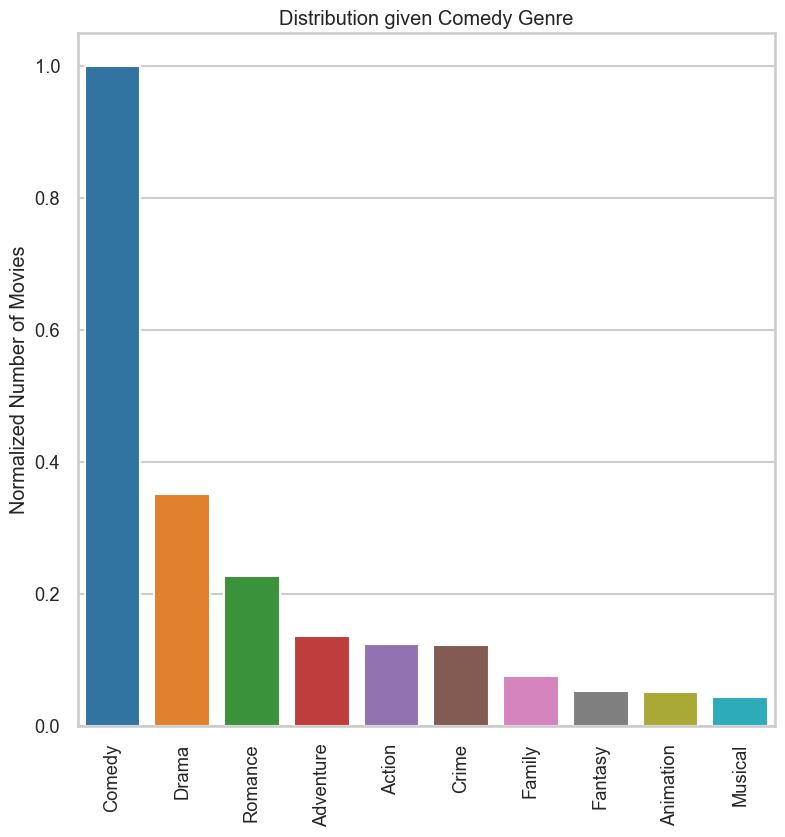 Distribution given Comedy Genre
Normalized Number of Movies
1.0
0.8
0.6
0.4
0.2
0.0
Comedy
Drama
Romance
Adventure
Action
Crime
Family
Fantasy
Animation
Musical